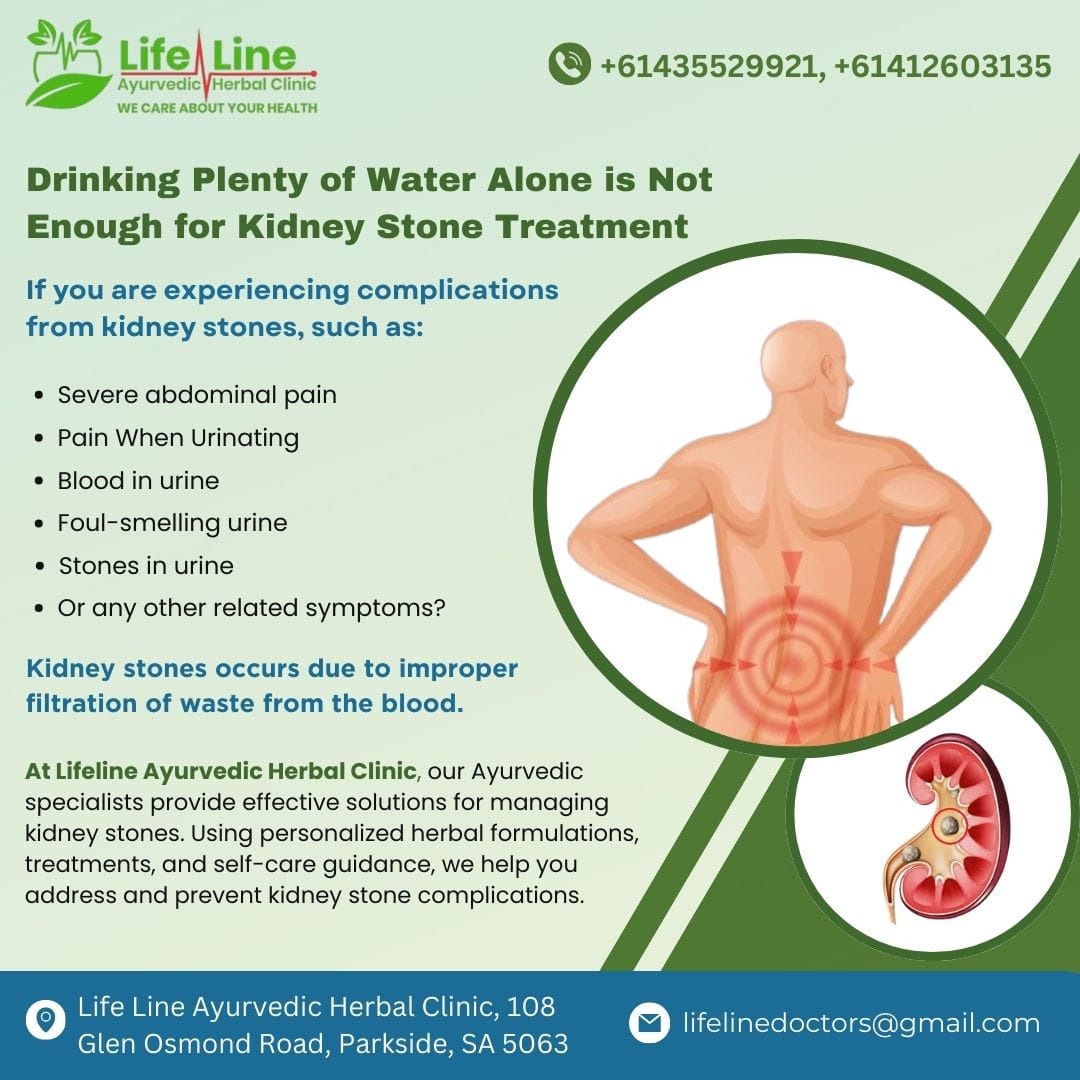 Life Line
Ayurvedic Herbal Clinic
WE CARE ABOUT YOUR HEALTH
+61435529921, +61412603135
Drinking Plenty of Water Alone is Not
Enough for Kidney Stone Treatment
If you are experiencing complications
from kidney stones, such as:
• Severe abdominal pain
• Pain When Urinating
• Blood in urine
• Foul-smelling urine
• Stones in urine
• Or any other related symptoms?
Kidney stones occurs due to improper
filtration of waste from the blood.
At Lifeline Ayurvedic Herbal Clinic, our Ayurvedic
specialists provide effective solutions for managing
kidney stones. Using personalized herbal formulations,
treatments, and self-care guidance, we help you
address and prevent kidney stone complications.
Life Line Ayurvedic Herbal Clinic, 108
Glen Osmond Road, Parkside, SA 5063
lifelinedoctors@gmail.com